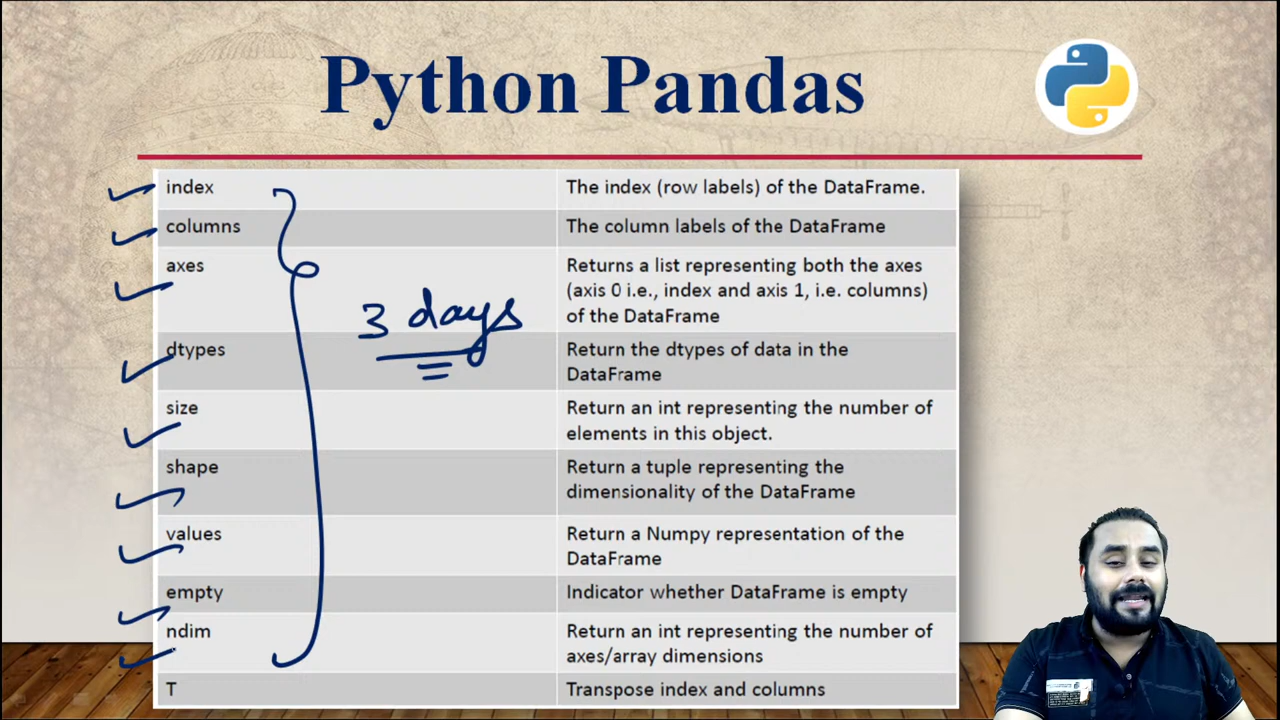 Python Pandas
index The index (row labels) of the DataFrame.
columns The column labels of the DataFrame
axes Returns a list representing both the axes
(axis 0 i.e., index and axis 1, i.e. columns)
of the DataFrame
3 days
dtypes Return the dtypes of data in the
DataFrame
size Return an int representing the number of
elements in this object.
shape Return a tuple representing the
dimensionality of the DataFrame
values Return a Numpy representation of the
DataFrame
empty Indicator whether DataFrame is empty
ndim Return an int representing the number of
axes/array dimensions
T Transpose index and columns